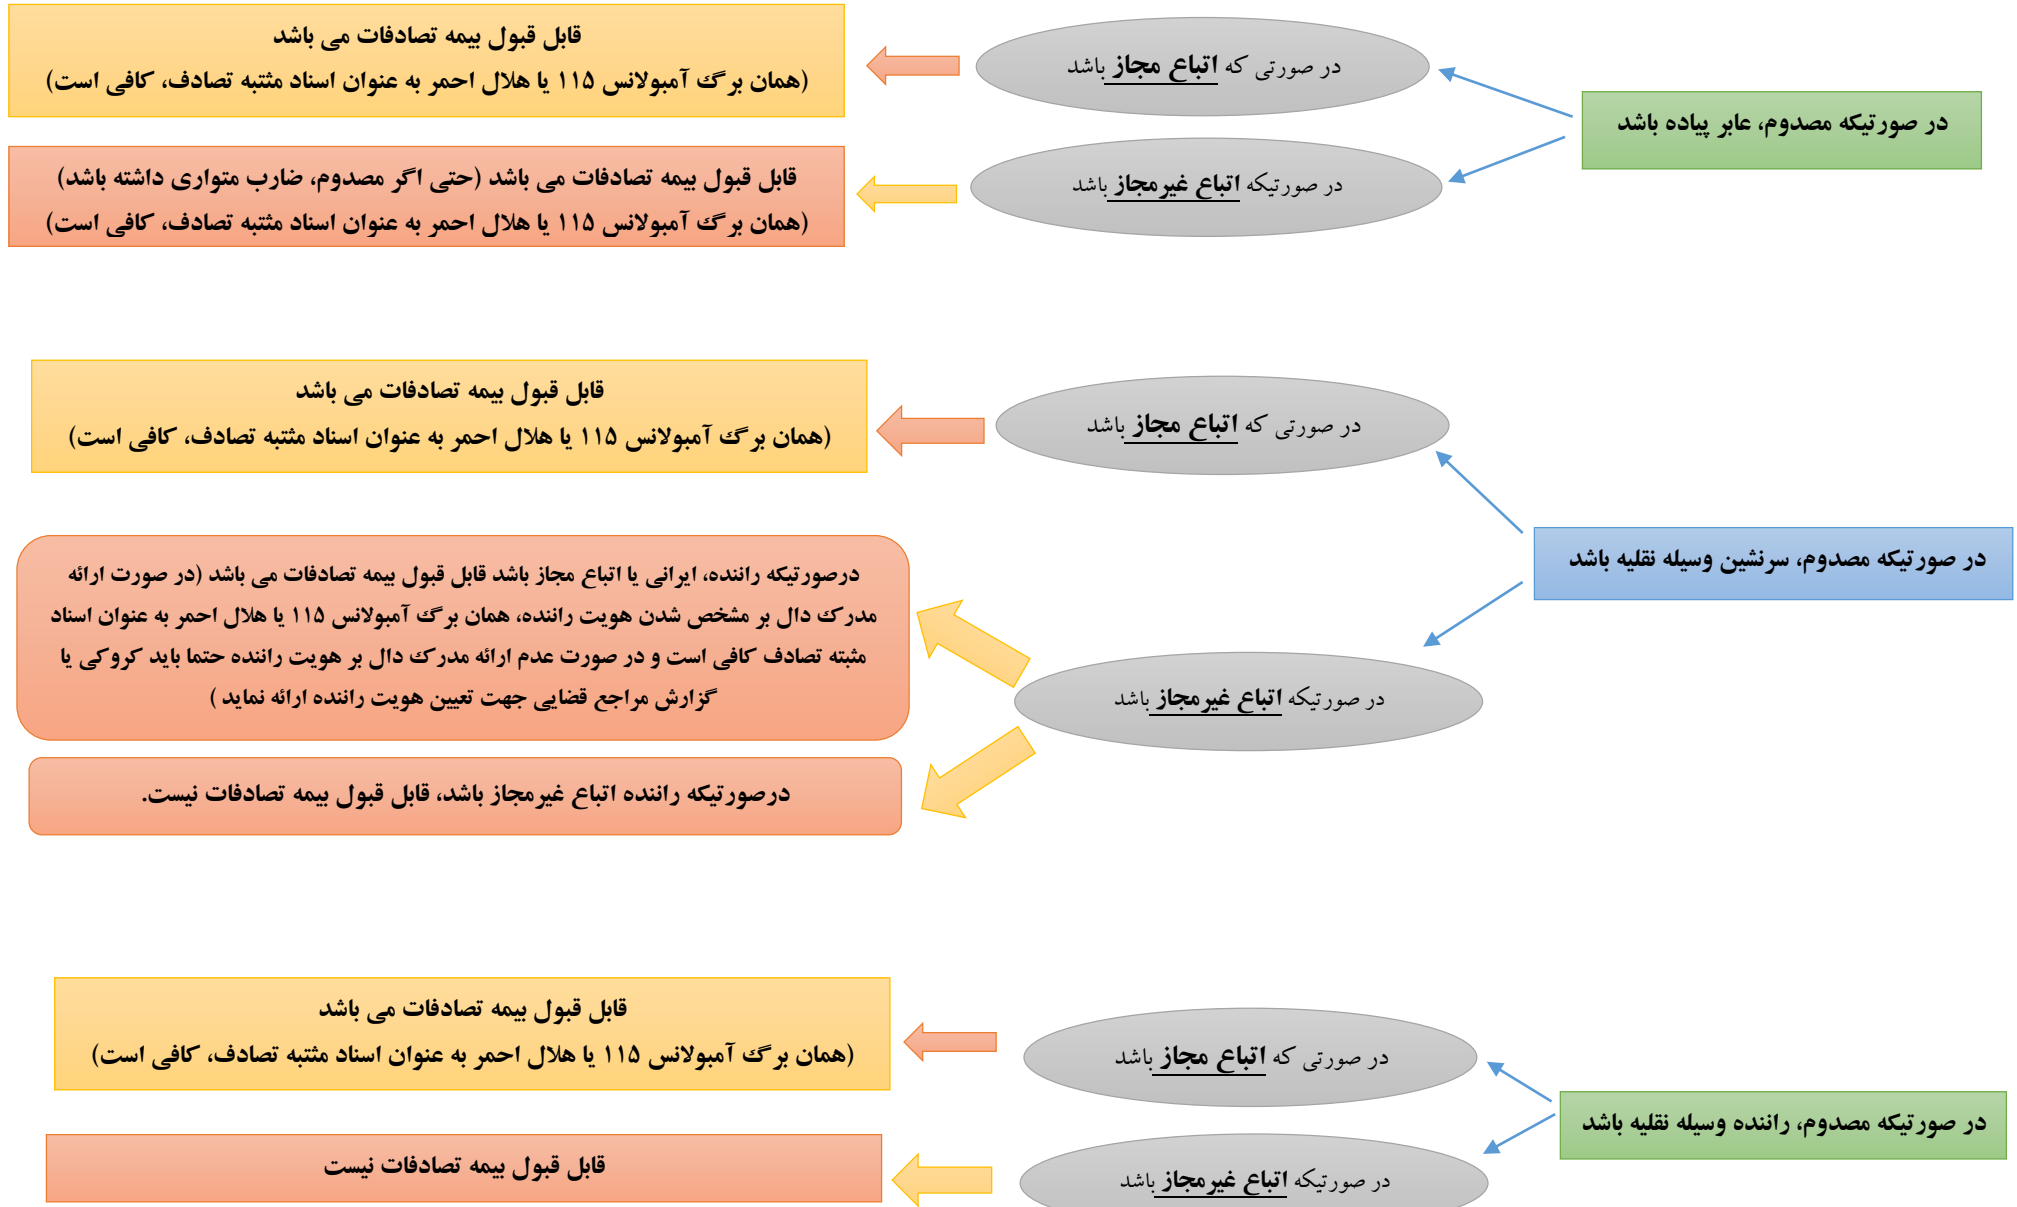 در صورتیکه مصدوم، عابر پیاده باشد
در صورتی که اتباع مجاز باشد
قابل قبول بیمه تصادفات می باشد
(همان برگ آمبولانس ۱۱۵ یا هلال احمر به عنوان اسناد مثتبه تصادف، کافی است)
در صورتیکه اتباع غیرمجاز باشد
قابل قبول بیمه تصادفات می باشد (حتی اگر مصدوم، ضارب متواری داشته باشد)
(همان برگ آمبولانس ۱۱۵ یا هلال احمر به عنوان اسناد مثتبه تصادف، کافی است)
در صورتیکه مصدوم، سرنشین وسیله نقلیه باشد
در صورتی که اتباع مجاز باشد
قابل قبول بیمه تصادفات می باشد
(همان برگ آمبولانس ۱۱۵ یا هلال احمر به عنوان اسناد مثتبه تصادف، کافی است)
در صورتیکه اتباع غیرمجاز باشد
درصورتیکه راننده، ایرانی یا اتباع مجاز باشد قابل قبول بیمه تصادفات می باشد (در صورت ارائه
مدرک دال بر مشخص شدن هویت راننده، همان برگ آمبولانس ۱۱۵ یا هلال احمر به عنوان اسناد
مثبته تصادف کافی است و در صورت عدم ارائه مدرک دال بر هویت راننده حتما باید کروکی یا
گزارش مراجع قضایی جهت تعیین هویت راننده ارائه نماید )
درصورتیکه راننده اتباع غیرمجاز باشد، قابل قبول بیمه تصادفات نیست.
در صورتیکه مصدوم، راننده وسیله نقلیه باشد
در صورتی که اتباع مجاز باشد
قابل قبول بیمه تصادفات می باشد
(همان برگ آمبولانس ۱۱۵ یا هلال احمر به عنوان اسناد مثتبه تصادف، کافی است)
در صورتیکه اتباع غیرمجاز باشد
قابل قبول بیمه تصادفات نیست